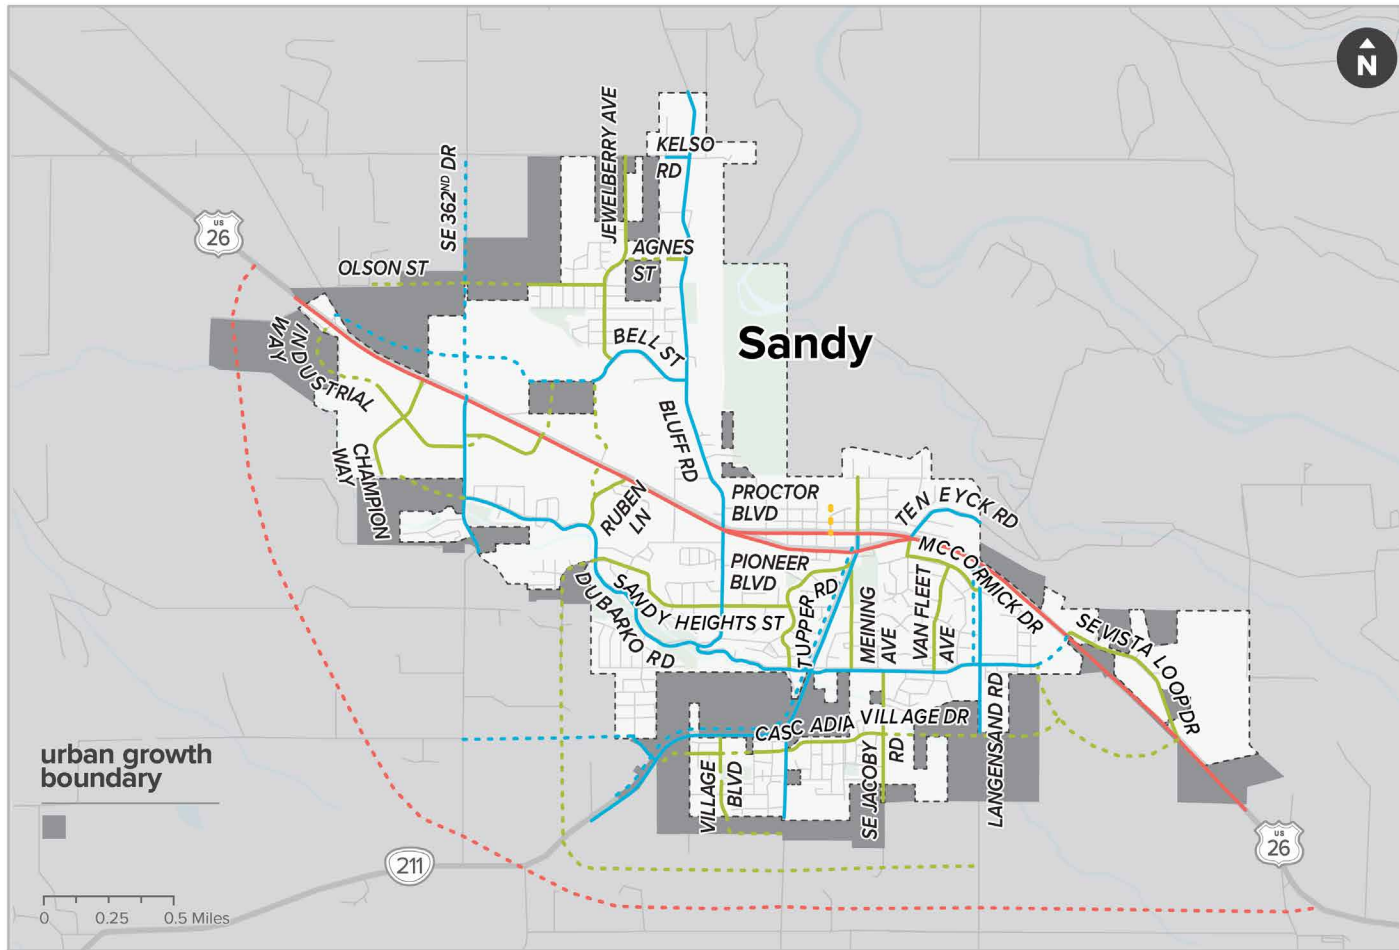 N
JEWELBERRY AVE
KELSO
RD
SE 362ND DR
US
26
AGNES
ST
OLSON ST
INDUSTRIAL
WAY
BELL ST
Sandy
BLUFF RD
CHAMPION
WAY
RUBEN
LN
PROCTOR
BLVD
TEN EYCK RD
PIONEER
BLVD
MCCORMICK DR
SANDY HEIGHTS ST
DUBARKO RD
TUPPER RD
MEINING
AVE
VAN FLEET
AVE
SE VISTA LOOP DR
CASCADIA VILLAGE DR
LANGENSAND RD
VILLAGE
BLVD
SE JACOBY
RD
urban growth
boundary
211
US
26
0 0.25 0.5 Miles